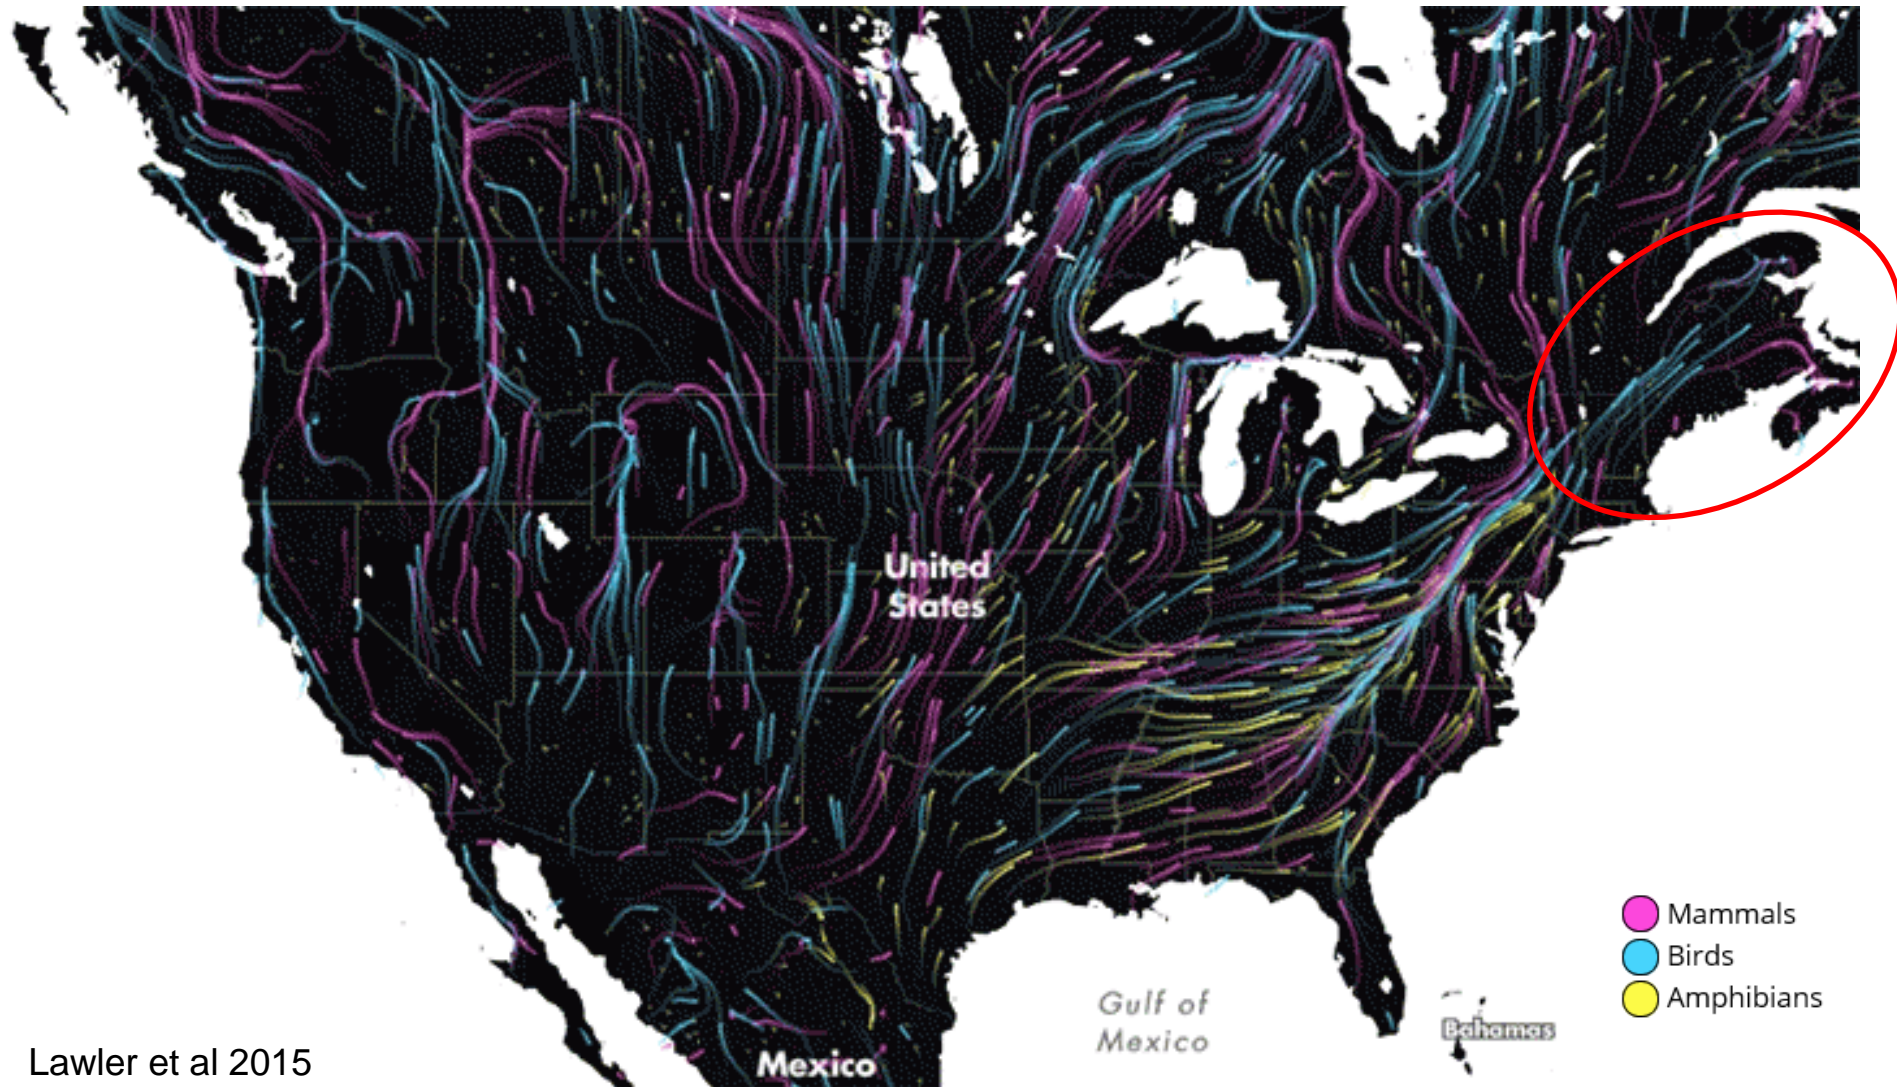 United
States
Mammals
Birds
Amphibians
Gulf of
Mexico
Bahamas
Mexico
Lawler et al 2015